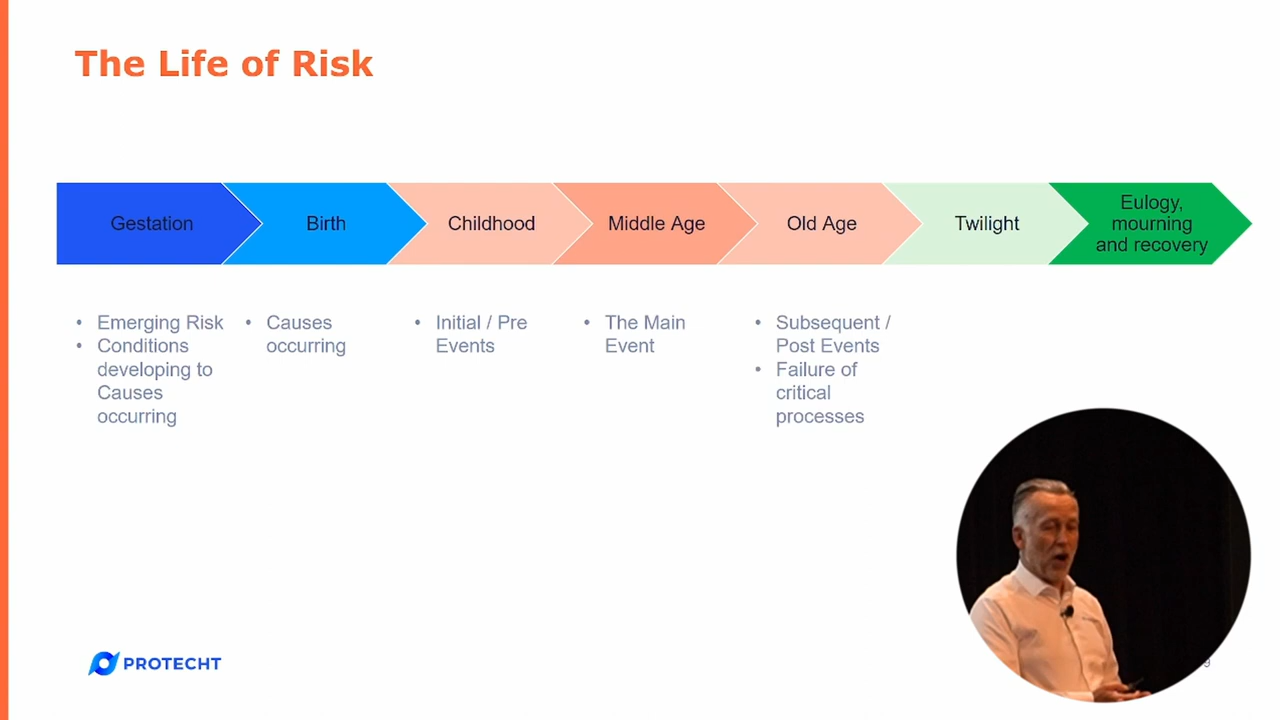 The Life of Risk
Gestation
Birth
Childhood
Middle Age
Old Age
Twilight
Eulogy,
mourning
and recovery
• Emerging Risk
• Conditions
developing to
Causes
occurring
• Causes
occurring
• Initial / Pre
Events
• The Main
Event
• Subsequent /
Post Events
• Failure of
critical
processes
PROTECHT
9